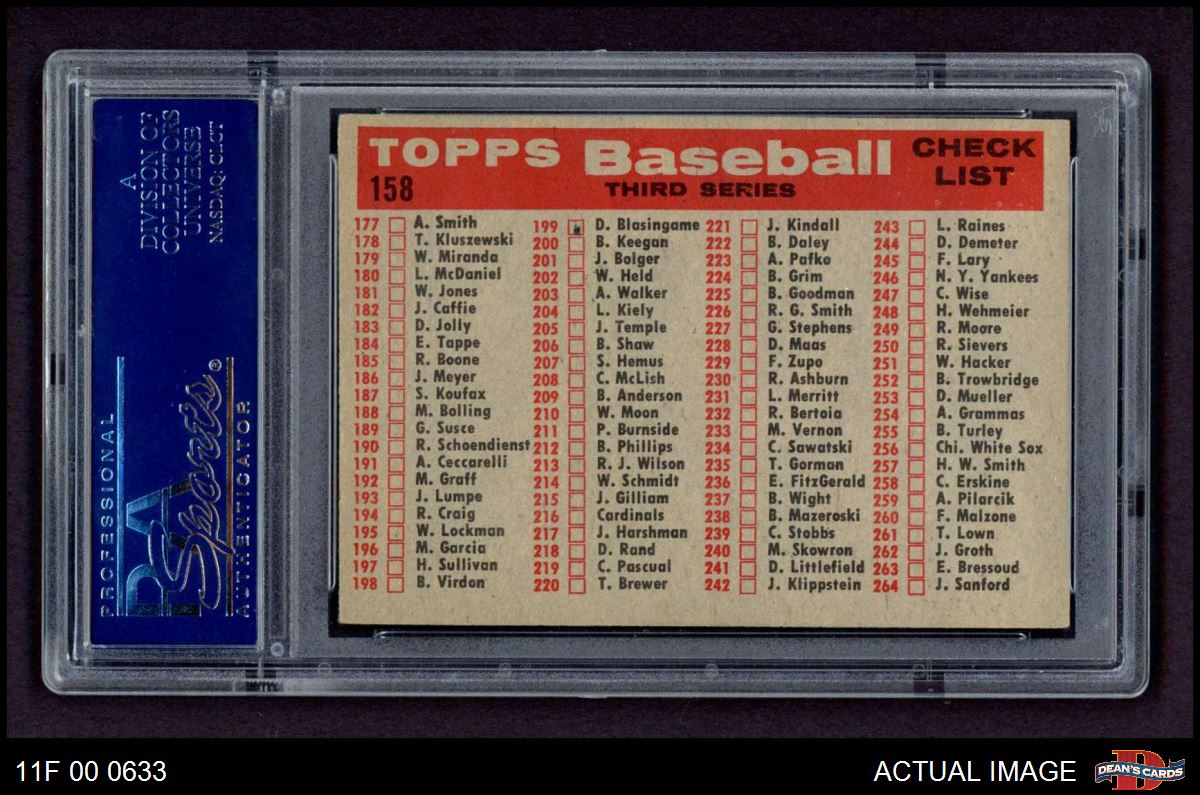 A
DIVISION OF
COLLECTORS
UNIVERSE
NASDAQ: CLCT
PROFESSIONAL
PSA
Sports®
AUTHENTICATOR
TOPPS Baseball CHECK LIST
158 THIRD SERIES
177 A. Smith
178 T. Kluszewski
179 W. Miranda
180 L. McDaniel
181 W. Jones
182 J. Caffie
183 D. Jolly
184 E. Tappe
185 R. Boone
186 J. Meyer
187 S. Koufax
188 M. Bolling
189 G. Susce
190 R. Schoendienst
191 A. Ceccarelli
192 M. Graff
193 J. Lumpe
194 R. Craig
195 W. Lockman
196 M. Garcia
197 H. Sullivan
198 B. Virdon
199 D. Blasingame
200 B. Keegan
201 J. Bolger
202 W. Held
203 A. Walker
204 L. Kiely
205 J. Temple
206 B. Shaw
207 S. Hemus
208 C. McLish
209 B. Anderson
210 W. Moon
211 P. Burnside
212 B. Phillips
213 R. J. Wilson
214 W. Schmidt
215 J. Gilliam
216 Cardinals
217 J. Harshman
218 D. Rand
219 C. Pascual
220 T. Brewer
221 J. Kindall
222 B. Daley
223 A. Pafko
224 B. Grim
225 B. Goodman
226 R. G. Smith
227 G. Stephens
228 D. Maas
229 F. Zupo
230 R. Ashburn
231 L. Merritt
232 R. Bertoia
233 M. Vernon
234 C. Sawatski
235 T. Gorman
236 E. FitzGerald
237 B. Wight
238 B. Mazeroski
239 C. Stobbs
240 M. Skowron
241 D. Littlefield
242 J. Klippstein
243 L. Raines
244 D. Demeter
245 F. Lary
246 N. Y. Yankees
247 C. Wise
248 H. Wehmeier
249 R. Moore
250 R. Sievers
251 W. Hacker
252 B. Trowbridge
253 D. Mueller
254 A. Grammas
255 B. Turley
256 Chi. White Sox
257 H. W. Smith
258 C. Erskine
259 A. Pilarcik
260 F. Malzone
261 T. Lown
262 J. Groth
263 E. Bressoud
264 J. Sanford
11F 00 0633
ACTUAL IMAGE
D
DEAN'S CARDS